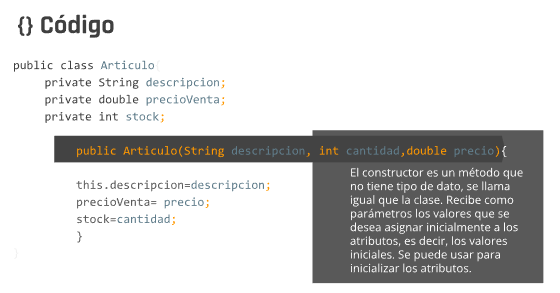 {} Código
public class Articulo{
private String descripcion;
private double precioVenta;
private int stock;
public Articulo(String descripcion, int cantidad,double precio){
this.descripcion=descripcion;
precioVenta= precio;
stock=cantidad;
}
}
El constructor es un método que
no tiene tipo de dato, se llama
igual que la clase. Recibe como
parámetros los valores que se
desea asignar inicialmente a los
atributos, es decir, los valores
iniciales. Se puede usar para
inicializar los atributos.